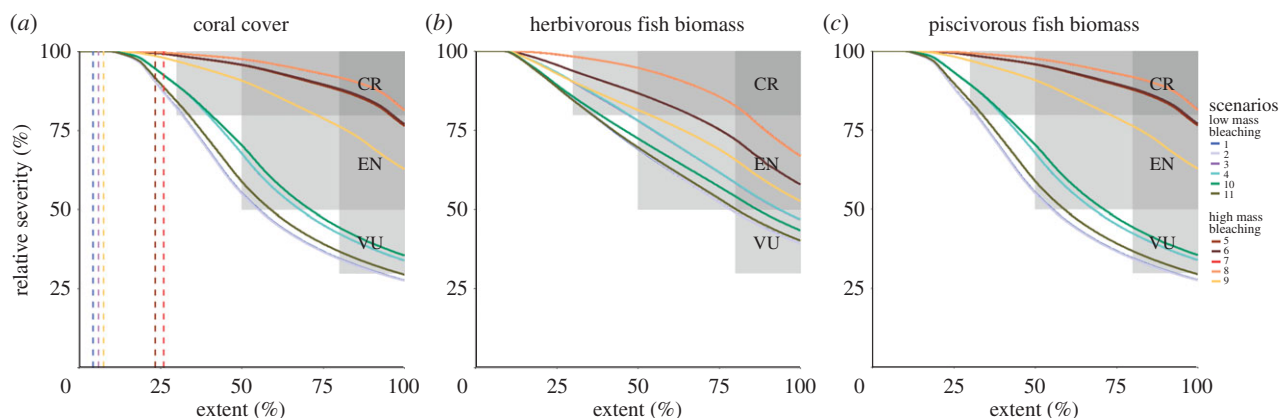 (a) coral cover
relative severity (%)
100
75
50
25
0 25 50 75 100
extent (%)
CR
EN
VU
(b) herbivorous fish biomass
100
75
50
25
0 25 50 75 100
extent (%)
CR
EN
VU
(c) piscivorous fish biomass
100
75
50
25
0 25 50 75 100
extent (%)
CR
EN
VU
scenarios
low mass
bleaching
1
2
3
4
10
11
high mass
bleaching
5
6
7
8
9